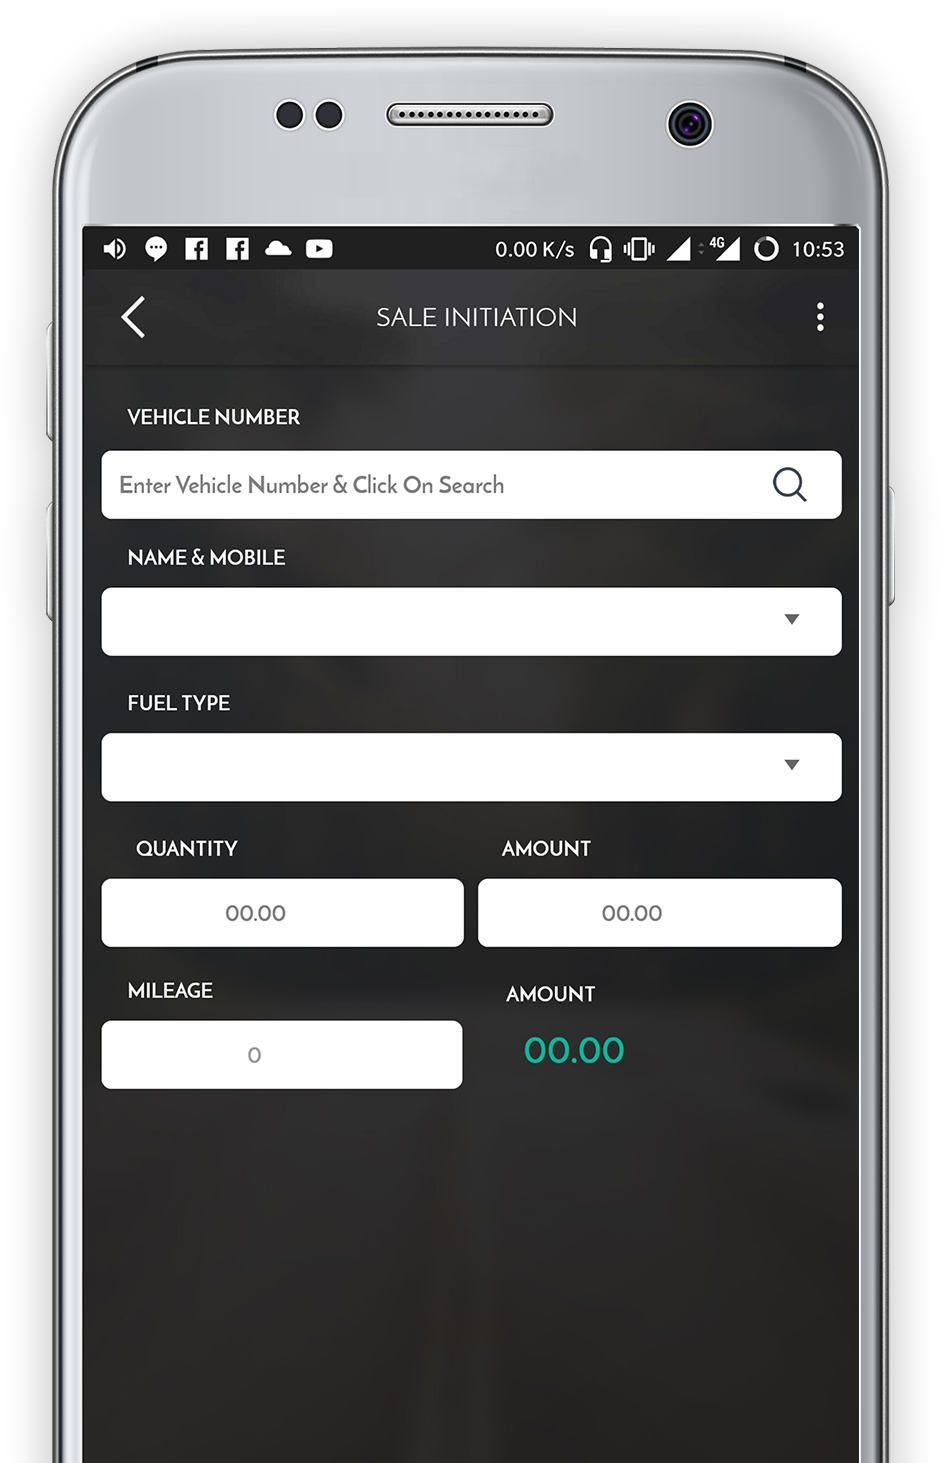 0.00 K/s 4G 10:53
SALE INITIATION
VEHICLE NUMBER
Enter Vehicle Number & Click On Search
NAME & MOBILE
FUEL TYPE
QUANTITY AMOUNT
00.00 00.00
MILEAGE AMOUNT
0 00.00